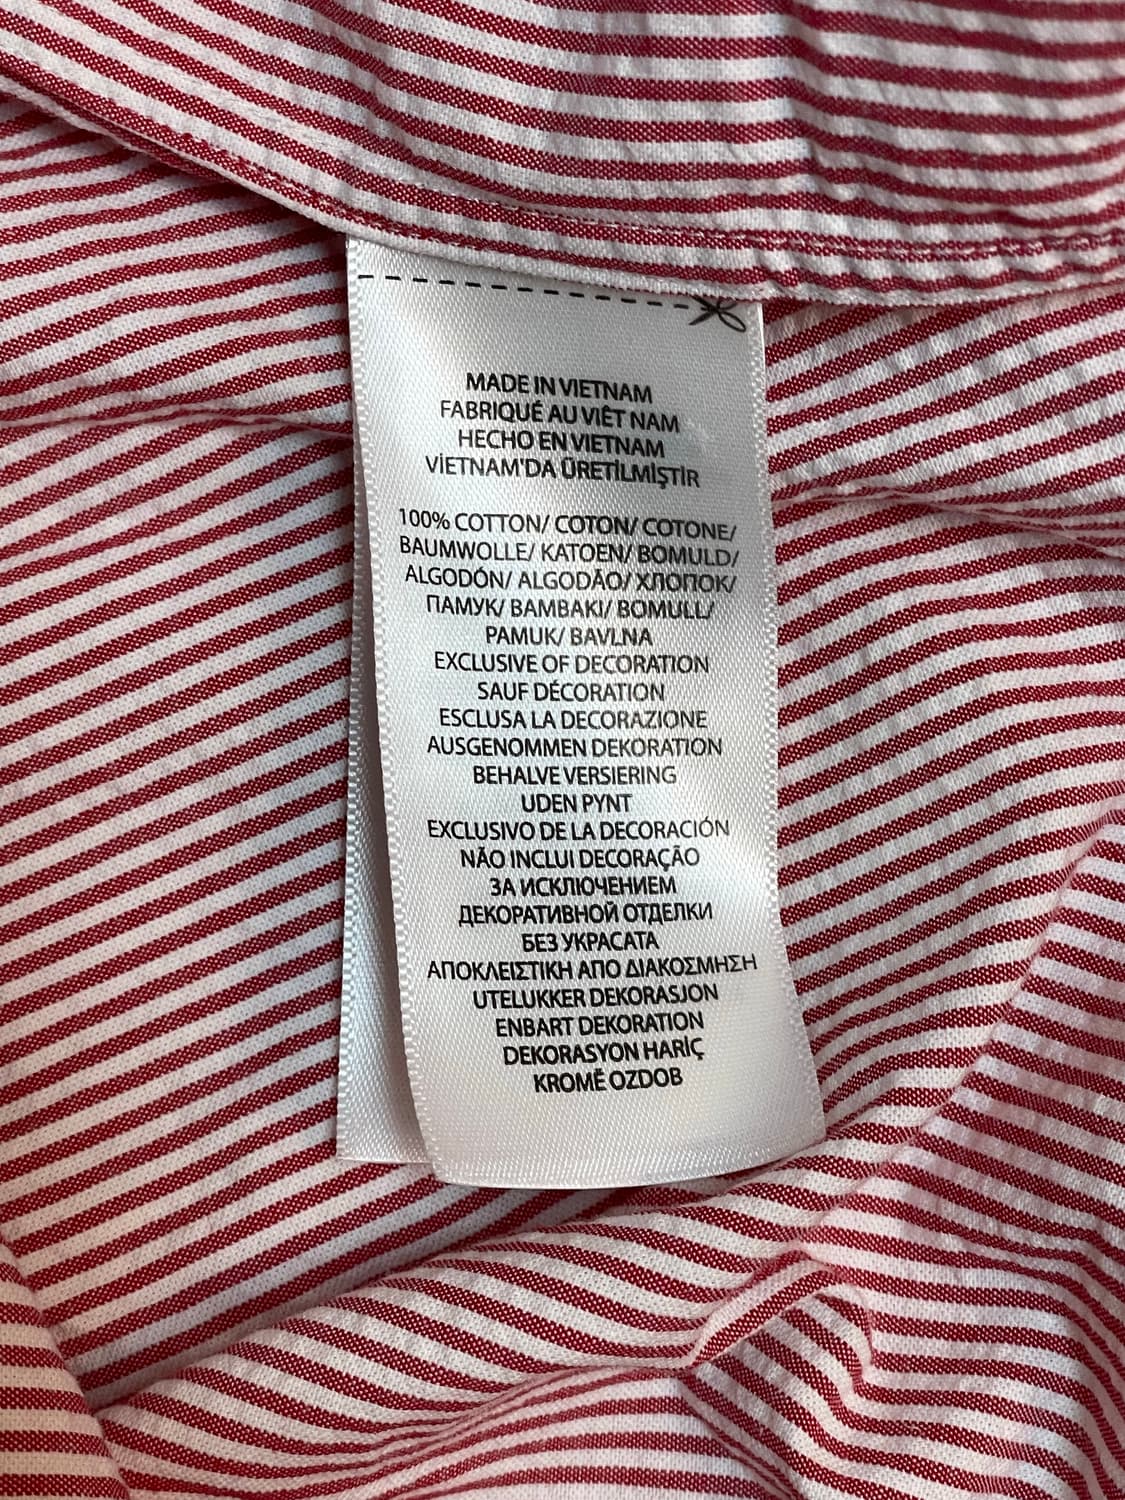 MADE IN VIETNAM
FABRIQUÉ AU VIÊT NAM
HECHO EN VIETNAM
VİETNAM'DA ÜRETİLMİŞTİR
100% COTTON/ COTON/ COTONE/
BAUMWOLLE/ KATOEN/ BOMULD/
ALGODÓN/ ALGODÃO/ ХЛОПОК/
ПАМУК/ BAMBAKI/ BOMULL/
PAMUK/ BAVLNA
EXCLUSIVE OF DECORATION
SAUF DÉCORATION
ESCLUSA LA DECORAZIONE
AUSGENOMMEN DEKORATION
BEHALVE VERSIERING
UDEN PYNT
EXCLUSIVO DE LA DECORACIÓN
NÃO INCLUI DECORAÇÃO
ЗА ИСКЛЮЧЕНИЕМ
ДЕКОРАТИВНОЙ ОТДЕЛКИ
БЕЗ УКРАСАТА
ΑΠΟΚΛΕΙΣΤΙΚΗ ΑΠΟ ΔΙΑΚΟΣΜΗΣΗ
UTELUKKER DEKORASJON
ENBART DEKORATION
DEKORASYON HARİÇ
KROMĚ OZDOB